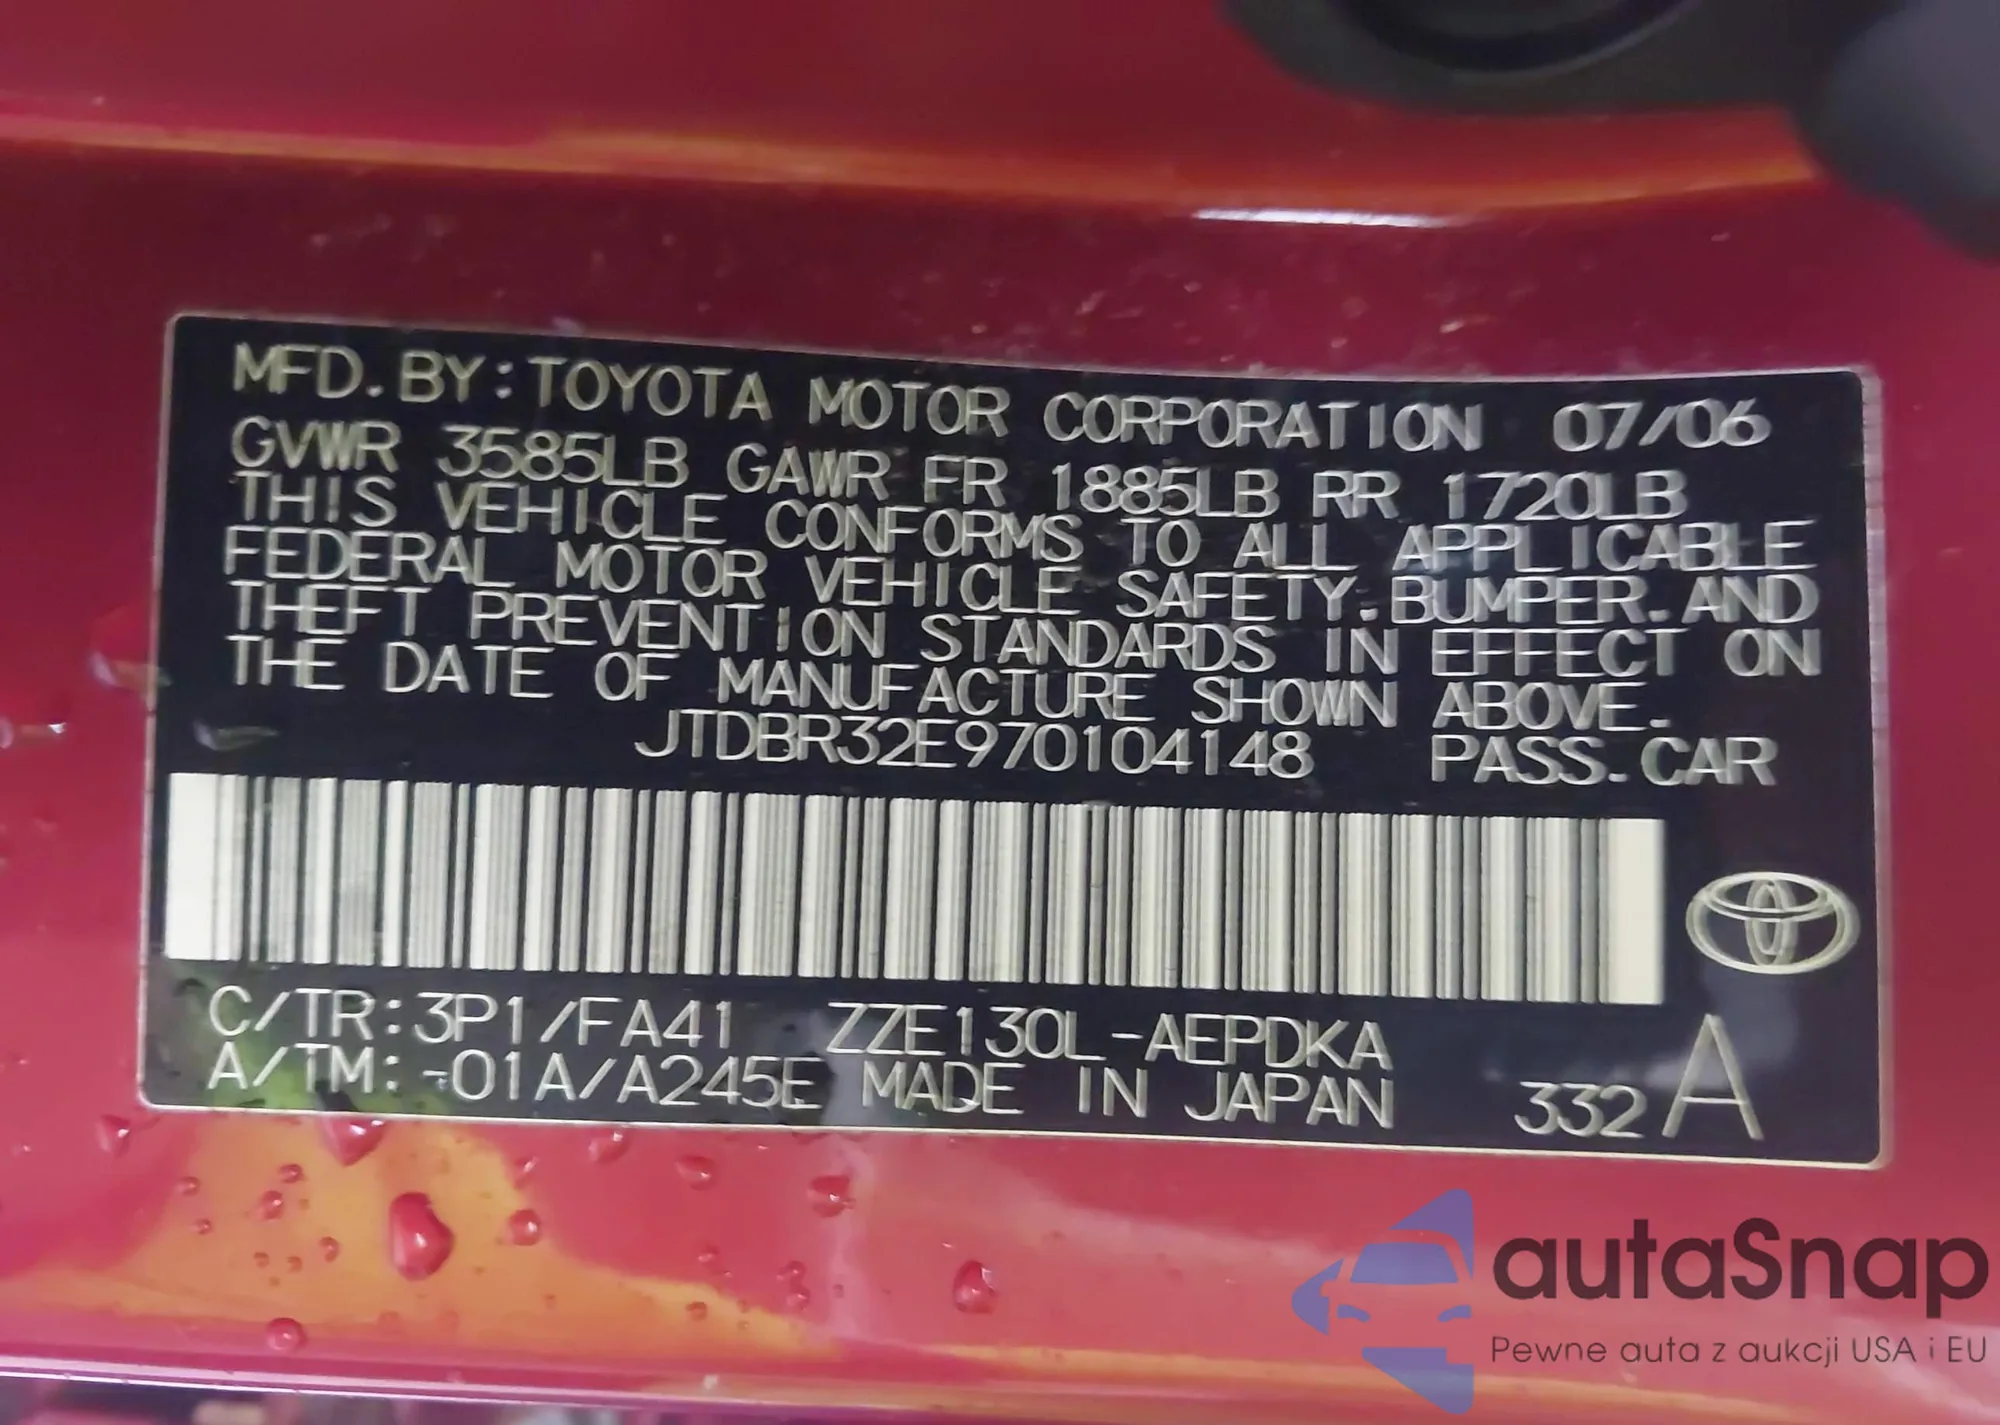 MFD.BY:TOYOTA MOTOR CORPORATION 07/06
GVWR 3585LB GAWR FR 1885LB RR 1720LB
THIS VEHICLE CONFORMS TO ALL APPLICABLE
FEDERAL MOTOR VEHICLE SAFETY.BUMPER.AND
THEFT PREVENTION STANDARDS IN EFFECT ON
THE DATE OF MANUFACTURE SHOWN ABOVE.
JTDBR32E970104148 PASS.CAR
C/TR:3P1/FA41 ZZE130L-AEPDKA
A/TM:-01A/A245E MADE IN JAPAN 332 A
autaSnap
Pewne auta z aukcji USA i EU